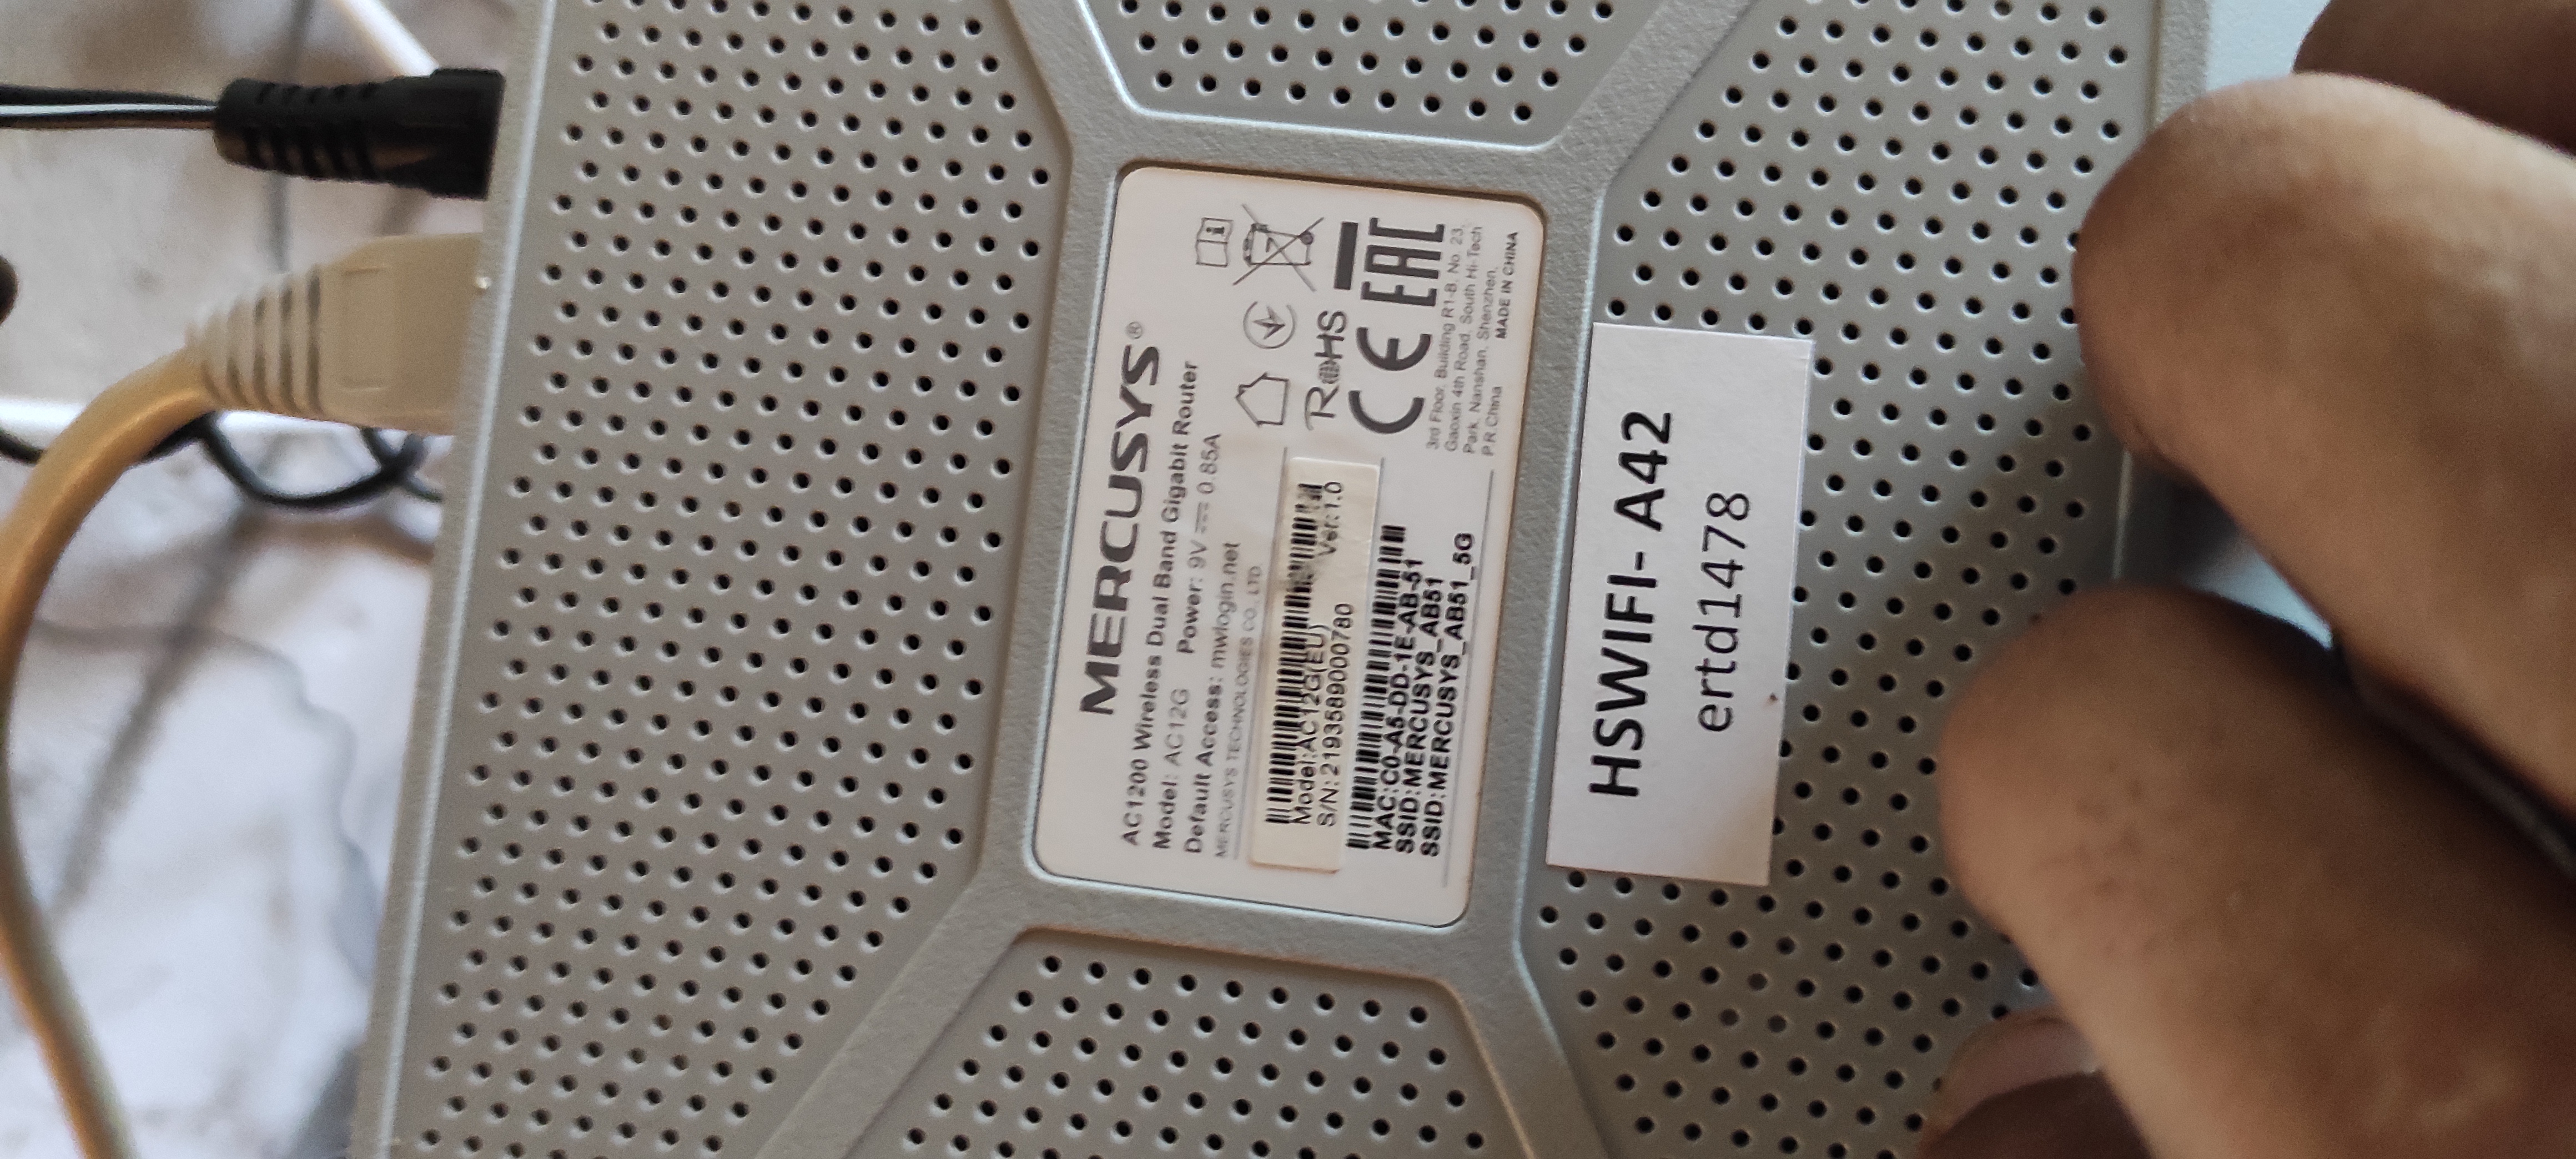 MERCUSYS®
AC1200 Wireless Dual Band Gigabit Router
Model: AC12G Power: 9V ⎓ 0.85A
Default Access: mwlogin.net
MERCUSYS TECHNOLOGIES CO., LTD.
Model:AC12G(EU) Ver:1.0
S/N:2193589000780
MAC:C0-A5-DD-1E-AB-51
SSID:MERCUSYS_AB51
SSID:MERCUSYS_AB51_5G
RoHS
CE EAC
3rd Floor, Building R1-B, No.23,
Gaoxin 4th Road, South Hi-Tech
Park, Nanshan, Shenzhen,
P.R.China MADE IN CHINA
HSWIFI- A42
ertd1478